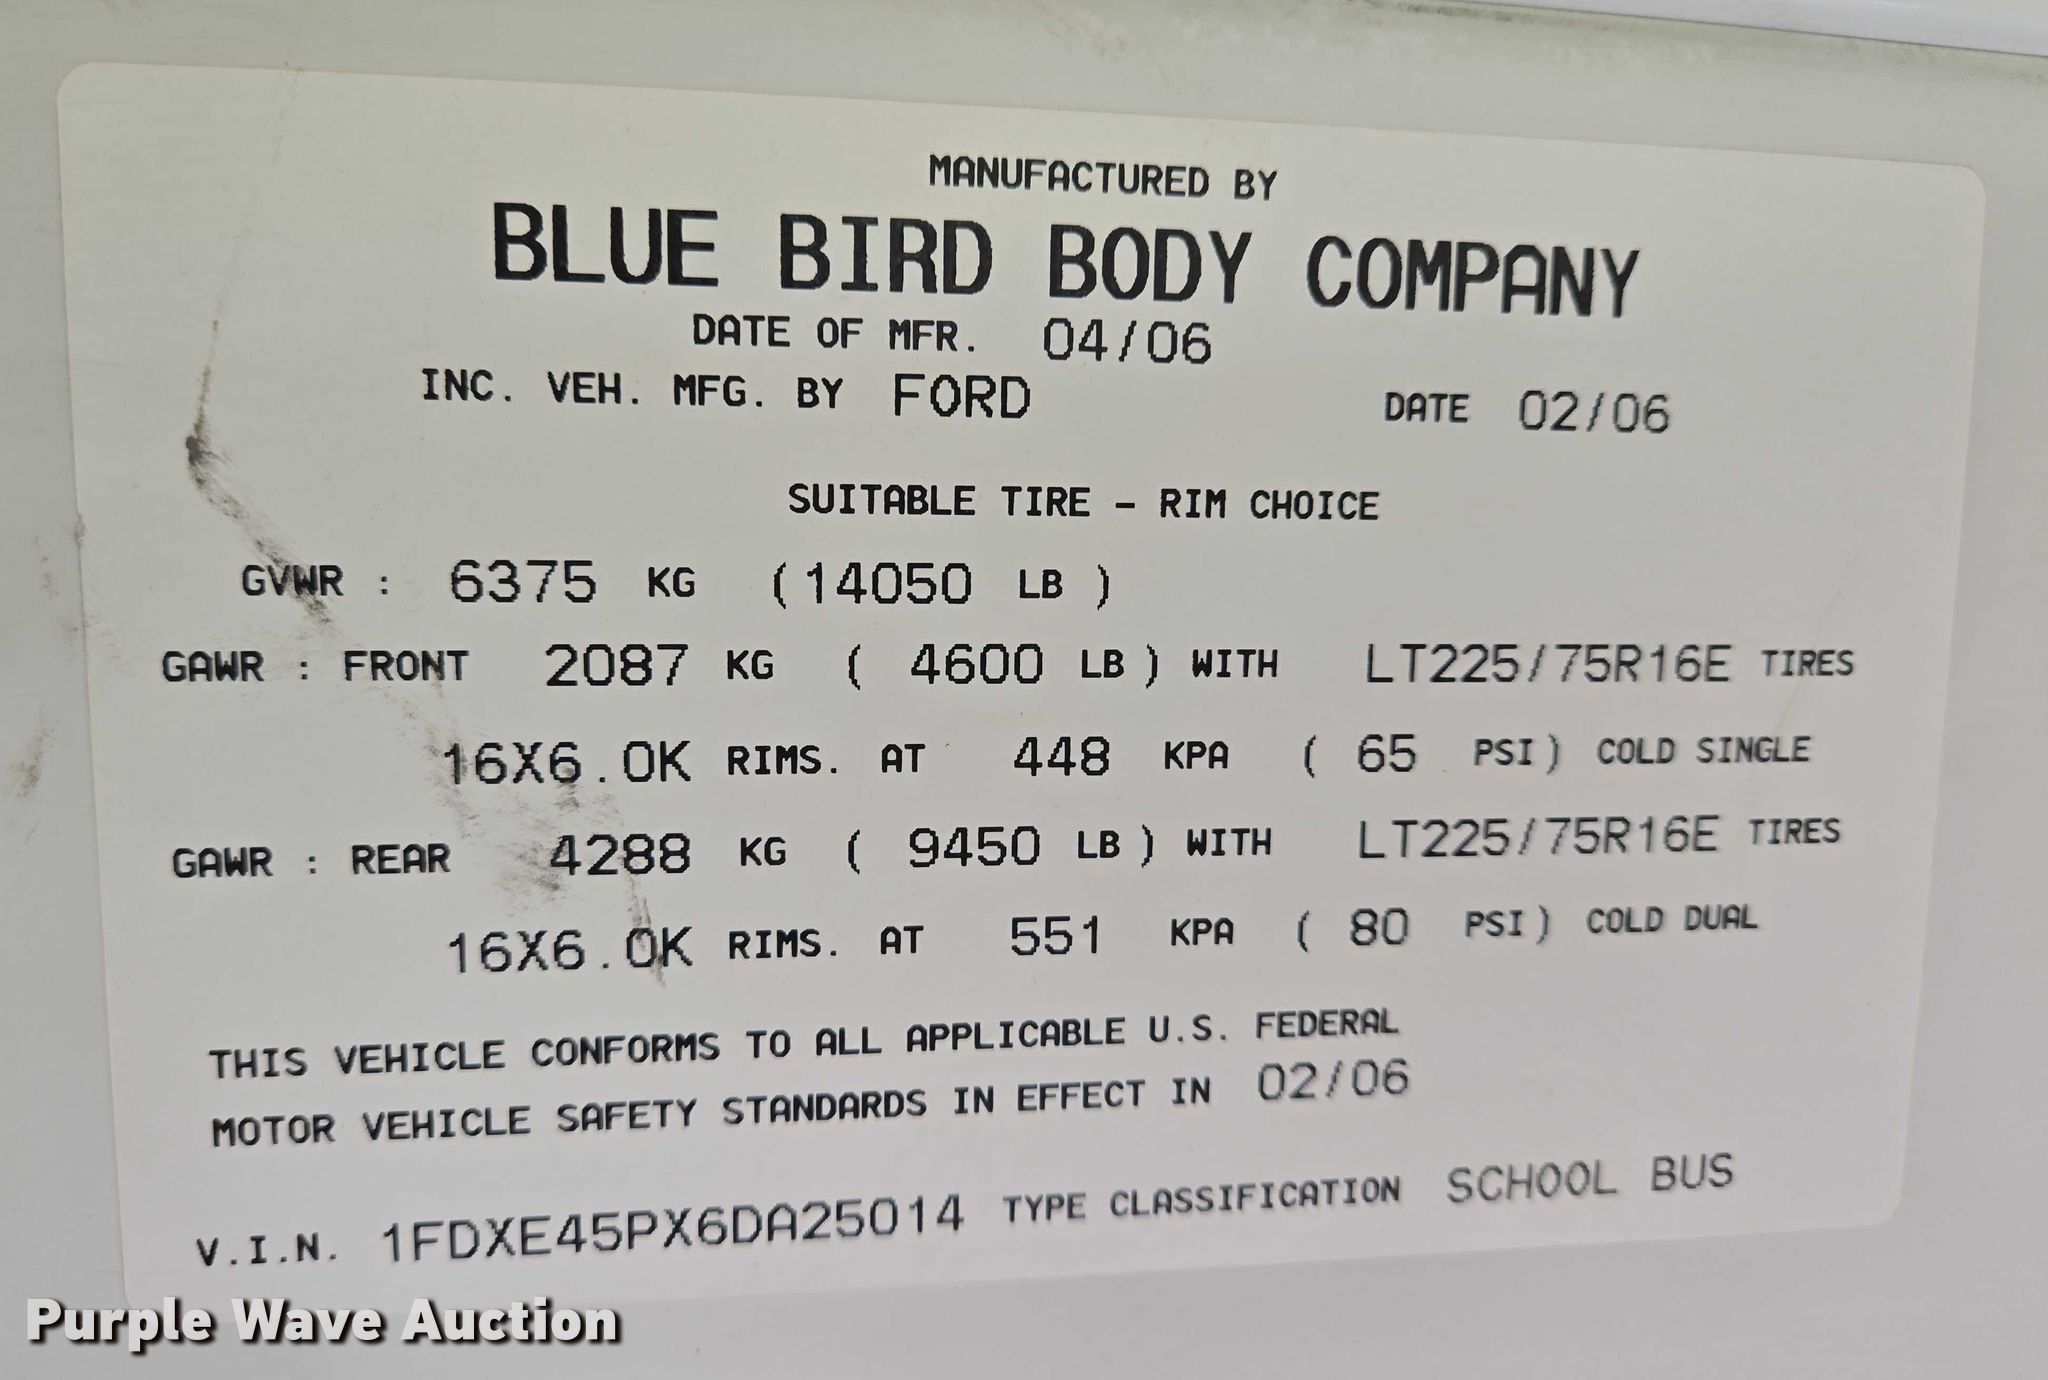 MANUFACTURED BY
BLUE BIRD BODY COMPANY
DATE OF MFR. 04/06
INC. VEH. MFG. BY FORD DATE 02/06
SUITABLE TIRE - RIM CHOICE
GVWR : 6375 KG (14050 LB )
GAWR : FRONT 2087 KG ( 4600 LB ) WITH LT225/75R16E TIRES
16X6.0K RIMS. AT 448 KPA ( 65 PSI ) COLD SINGLE
GAWR : REAR 4288 KG ( 9450 LB ) WITH LT225/75R16E TIRES
16X6.0K RIMS. AT 551 KPA ( 80 PSI ) COLD DUAL
THIS VEHICLE CONFORMS TO ALL APPLICABLE U.S. FEDERAL
MOTOR VEHICLE SAFETY STANDARDS IN EFFECT IN 02/06
V.I.N. 1FDXE45PX6DA25014 TYPE CLASSIFICATION SCHOOL BUS
Purple Wave Auction